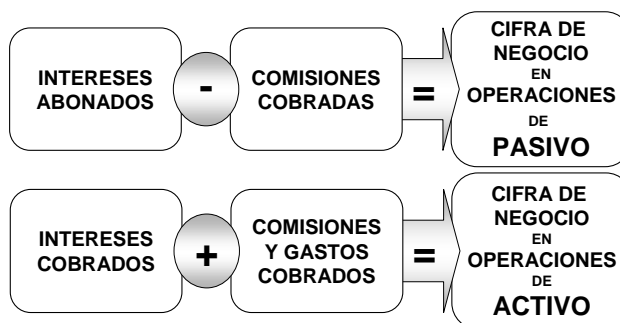 INTERESES
ABONADOS
-
COMISIONES
COBRADAS
=
CIFRA DE
NEGOCIO
EN
OPERACIONES
DE
PASIVO
INTERESES
COBRADOS
+
COMISIONES
Y GASTOS
COBRADOS
=
CIFRA DE
NEGOCIO
EN
OPERACIONES
DE
ACTIVO